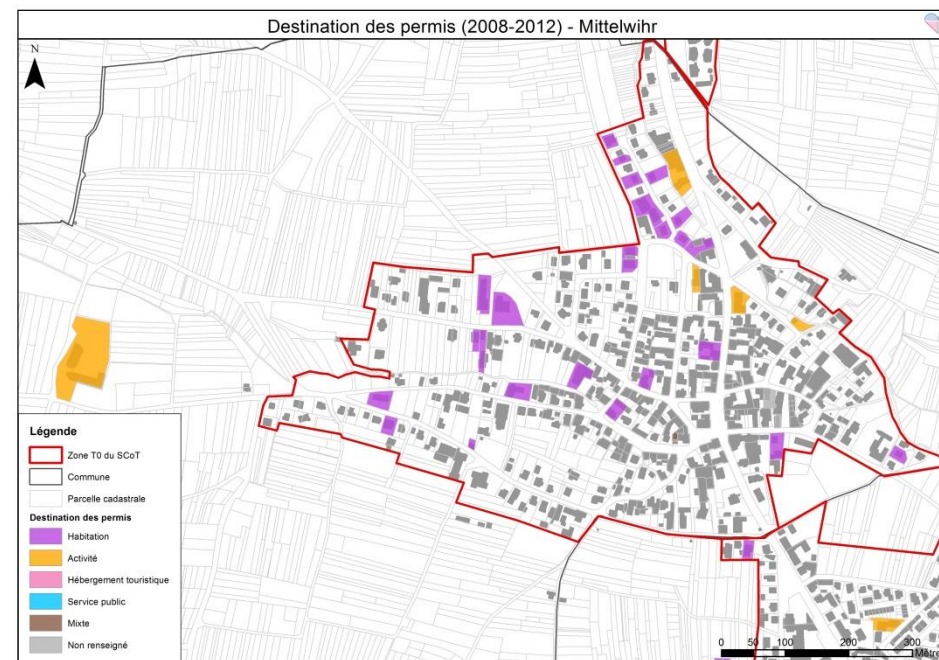 Destination des permis (2008-2012) - Mittelwihr
N
Légende
Zone T0 du SCoT
Commune
Parcelle cadastrale
Destination des permis
Habitation
Activité
Hébergement touristique
Service public
Mixte
Non renseigné
0 50 100 200 300
Mètre